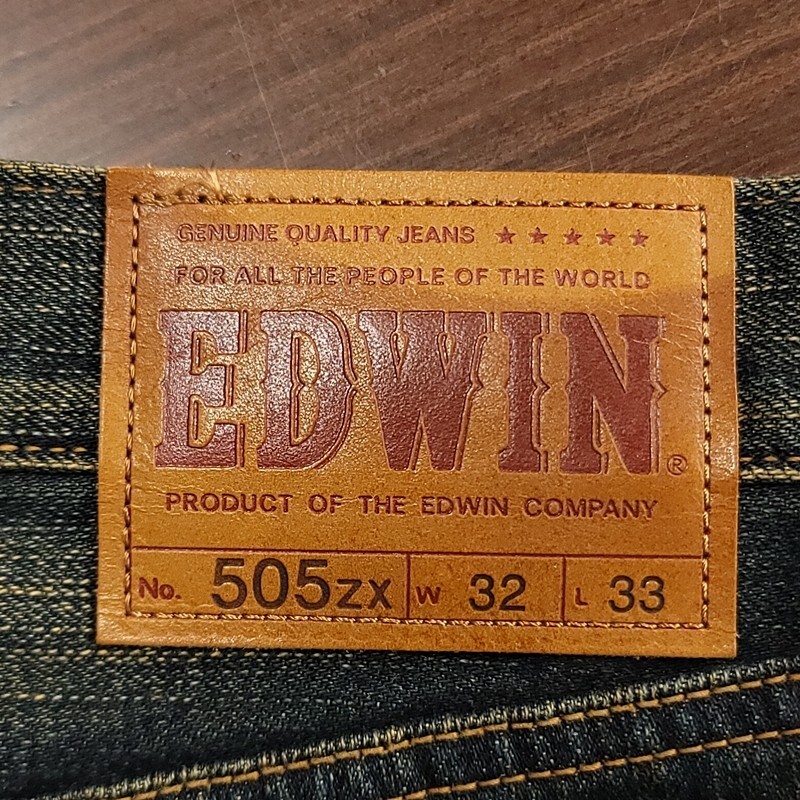 GENUINE QUALITY JEANS ★ ★ ★ ★ ★
FOR ALL THE PEOPLE OF THE WORLD
EDWIN®
PRODUCT OF THE EDWIN COMPANY
No. 505ZX W 32 L 33